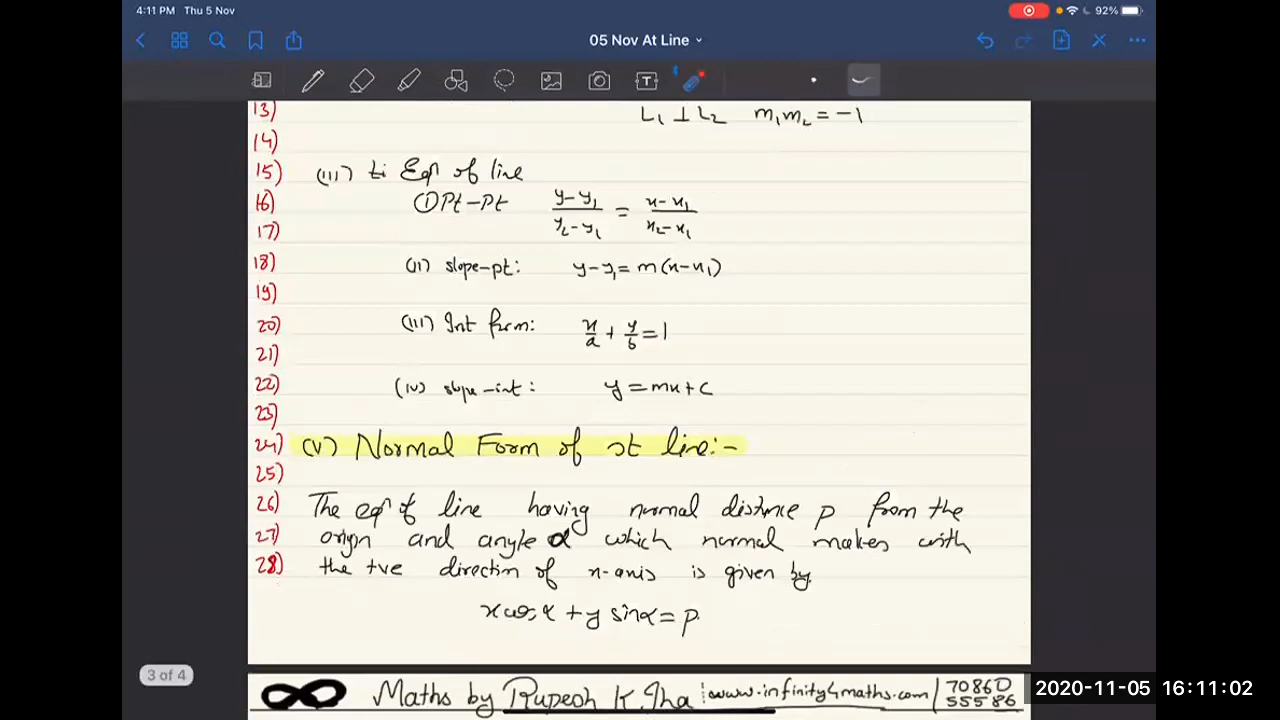 4:11 PM Thu 5 Nov
92%
05 Nov At Line
13) L₁ ⊥ L₂ m₁m₂ = -1
14)
15) (III) Eqn of line
16) (I) Pt-Pt (y-y₁)/(y₂-y₁) = (x-x₁)/(x₂-x₁)
17)
18) (II) slope-pt: y-y₁ = m(x-x₁)
19)
20) (III) Int form: x/a + y/b = 1
21)
22) (IV) slope-int: y = mx+c
23)
24) (V) Normal Form of st line:-
25)
26) The eqn of line having normal distance p from the
27) origin and angle α which normal makes with
28) the +ve direction of x-axis is given by
x cos α + y sin α = p.
3 of 4
Maths by Rupesh K. Jha www.infinity4maths.com 7086D
55586
2020-11-05 16:11:02